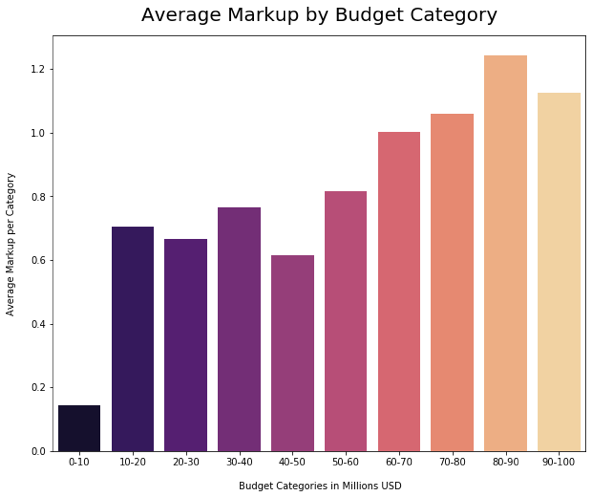 Average Markup by Budget Category
Average Markup per Category
1.2
1.0
0.8
0.6
0.4
0.2
0.0
0-10 10-20 20-30 30-40 40-50 50-60 60-70 70-80 80-90 90-100
Budget Categories in Millions USD